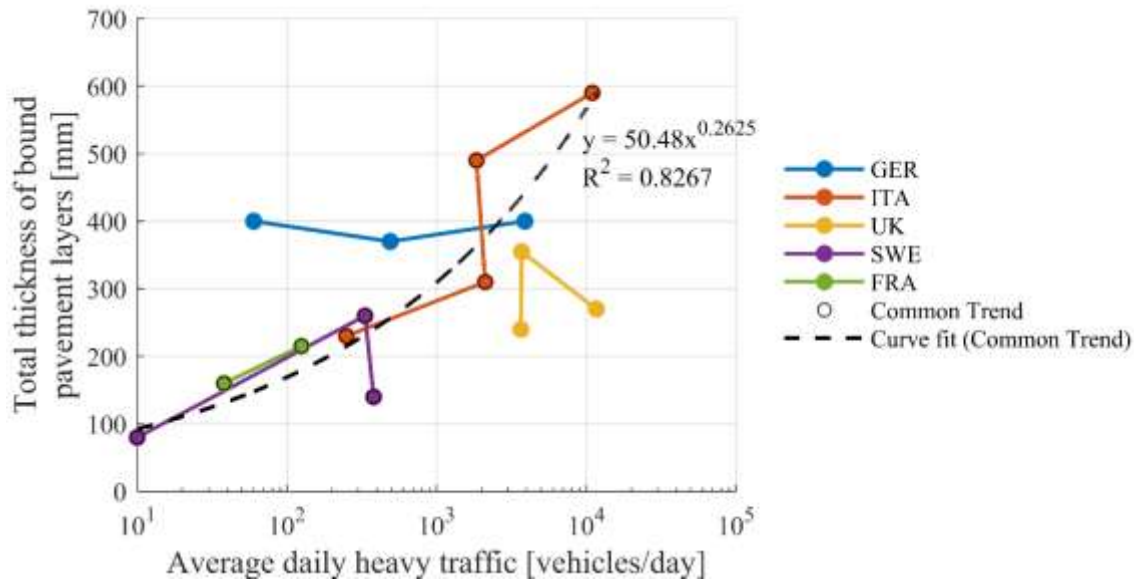 700
600
500
400
300
200
100
0
Total thickness of bound
pavement layers [mm]
y = 50.48x^0.2625
R^2 = 0.8267
10^1 10^2 10^3 10^4 10^5
Average daily heavy traffic [vehicles/day]
GER
ITA
UK
SWE
FRA
Common Trend
Curve fit (Common Trend)